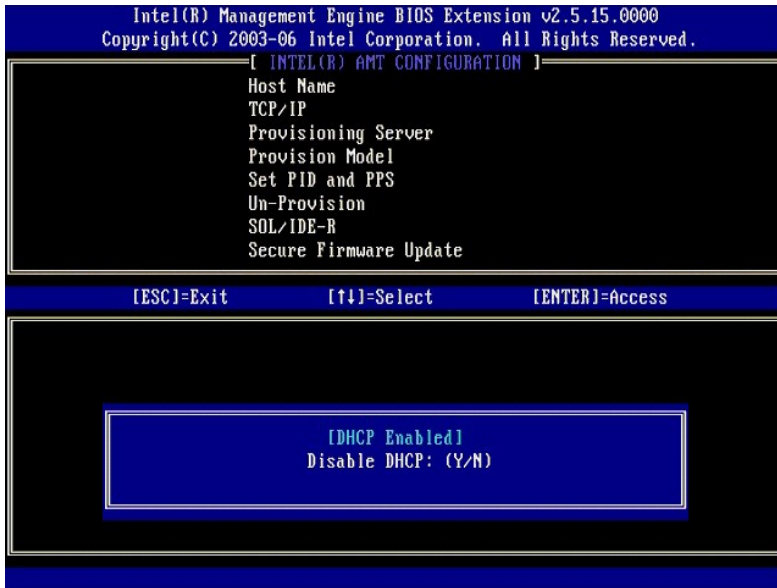 Intel(R) Management Engine BIOS Extension v2.5.15.0000
Copyright(C) 2003-06 Intel Corporation. All Rights Reserved.
[ INTEL(R) AMT CONFIGURATION ]
Host Name
TCP/IP
Provisioning Server
Provision Model
Set PID and PPS
Un-Provision
SOL/IDE-R
Secure Firmware Update
[ESC]=Exit [↑↓]=Select [ENTER]=Access
[DHCP Enabled]
Disable DHCP: (Y/N)